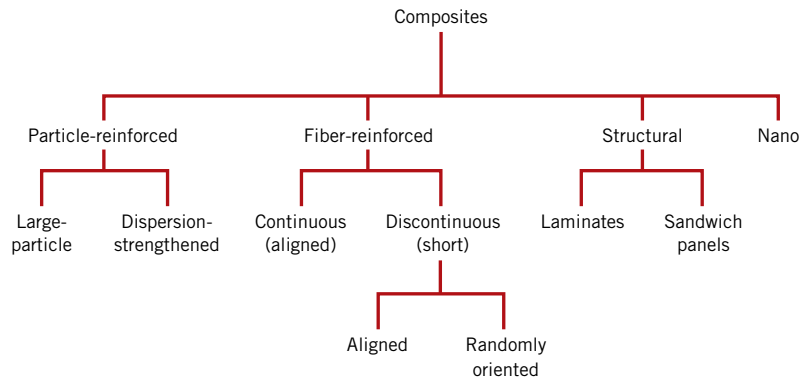 Composites
Particle-reinforced
Fiber-reinforced
Structural
Nano
Large-
particle
Dispersion-
strengthened
Continuous
(aligned)
Discontinuous
(short)
Laminates
Sandwich
panels
Aligned
Randomly
oriented